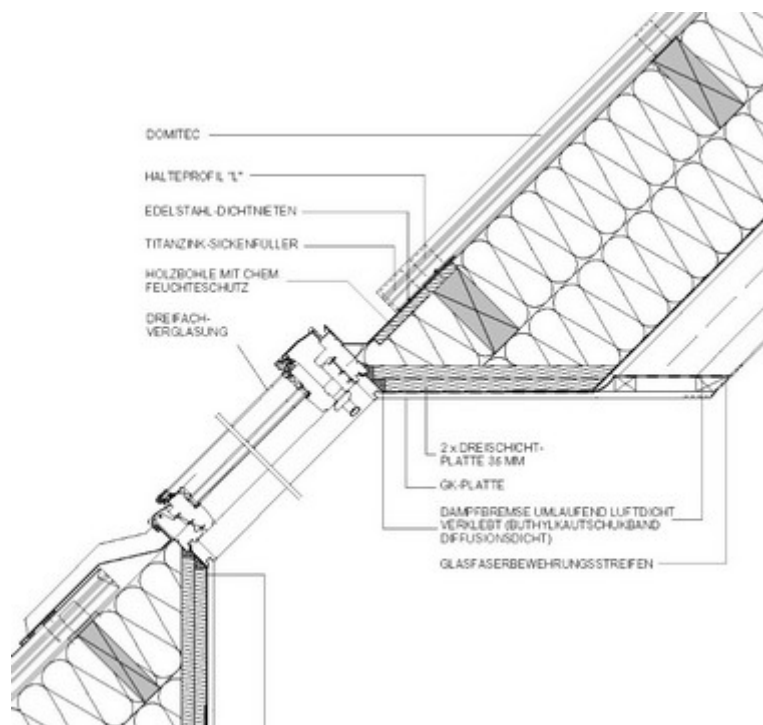 DOMITEC
HALTEPROFIL "L"
EDELSTAHL-DICHTNIETEN
TITANZINK-SICKENFÜLLER
HOLZBOHLE MIT CHEM.
FEUCHTESCHUTZ
DREIFACH-
VERGLASUNG
2 x DREISCHICHT-
PLATTE 35 MM
GK-PLATTE
DAMPFBREMSE UMLAUFEND LUFTDICHT
VERKLEBT (BUTHYLKAUTSCHUKBAND
DIFFUSIONSDICHT)
GLASFASERBEWEHRUNGSSTREIFEN